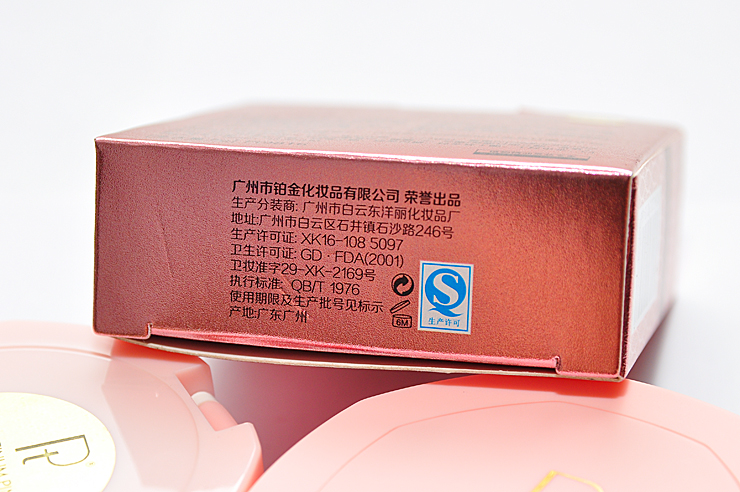 广州市铂金化妆品有限公司 荣誉出品
生产分装商: 广州市白云东洋丽化妆品厂
地址:广州市白云区石井镇石沙路246号
生产许可证: XK16-108 5097
卫生许可证: GD · FDA(2001)
卫妆准字29-XK-2169号
执行标准: QB/T 1976
使用期限及生产批号见标示
产地:广东广州
6M
生产许可